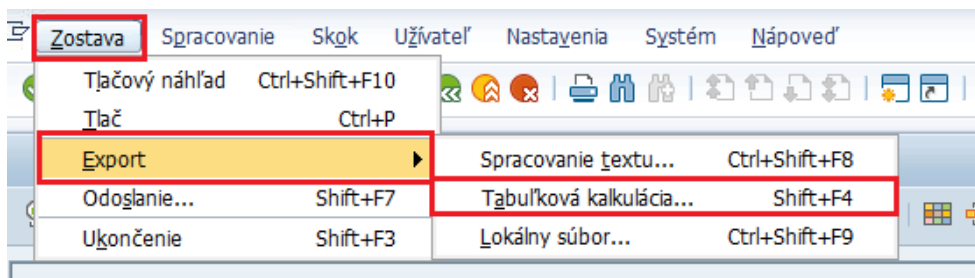 Zostava Spracovanie Skok Užívateľ Nastavenia Systém Nápoveď
Tlačový náhľad Ctrl+Shift+F10
Tlač Ctrl+P
Export Spracovanie textu... Ctrl+Shift+F8
Odoslanie... Shift+F7 Tabuľková kalkulácia... Shift+F4
Ukončenie Shift+F3 Lokálny súbor... Ctrl+Shift+F9